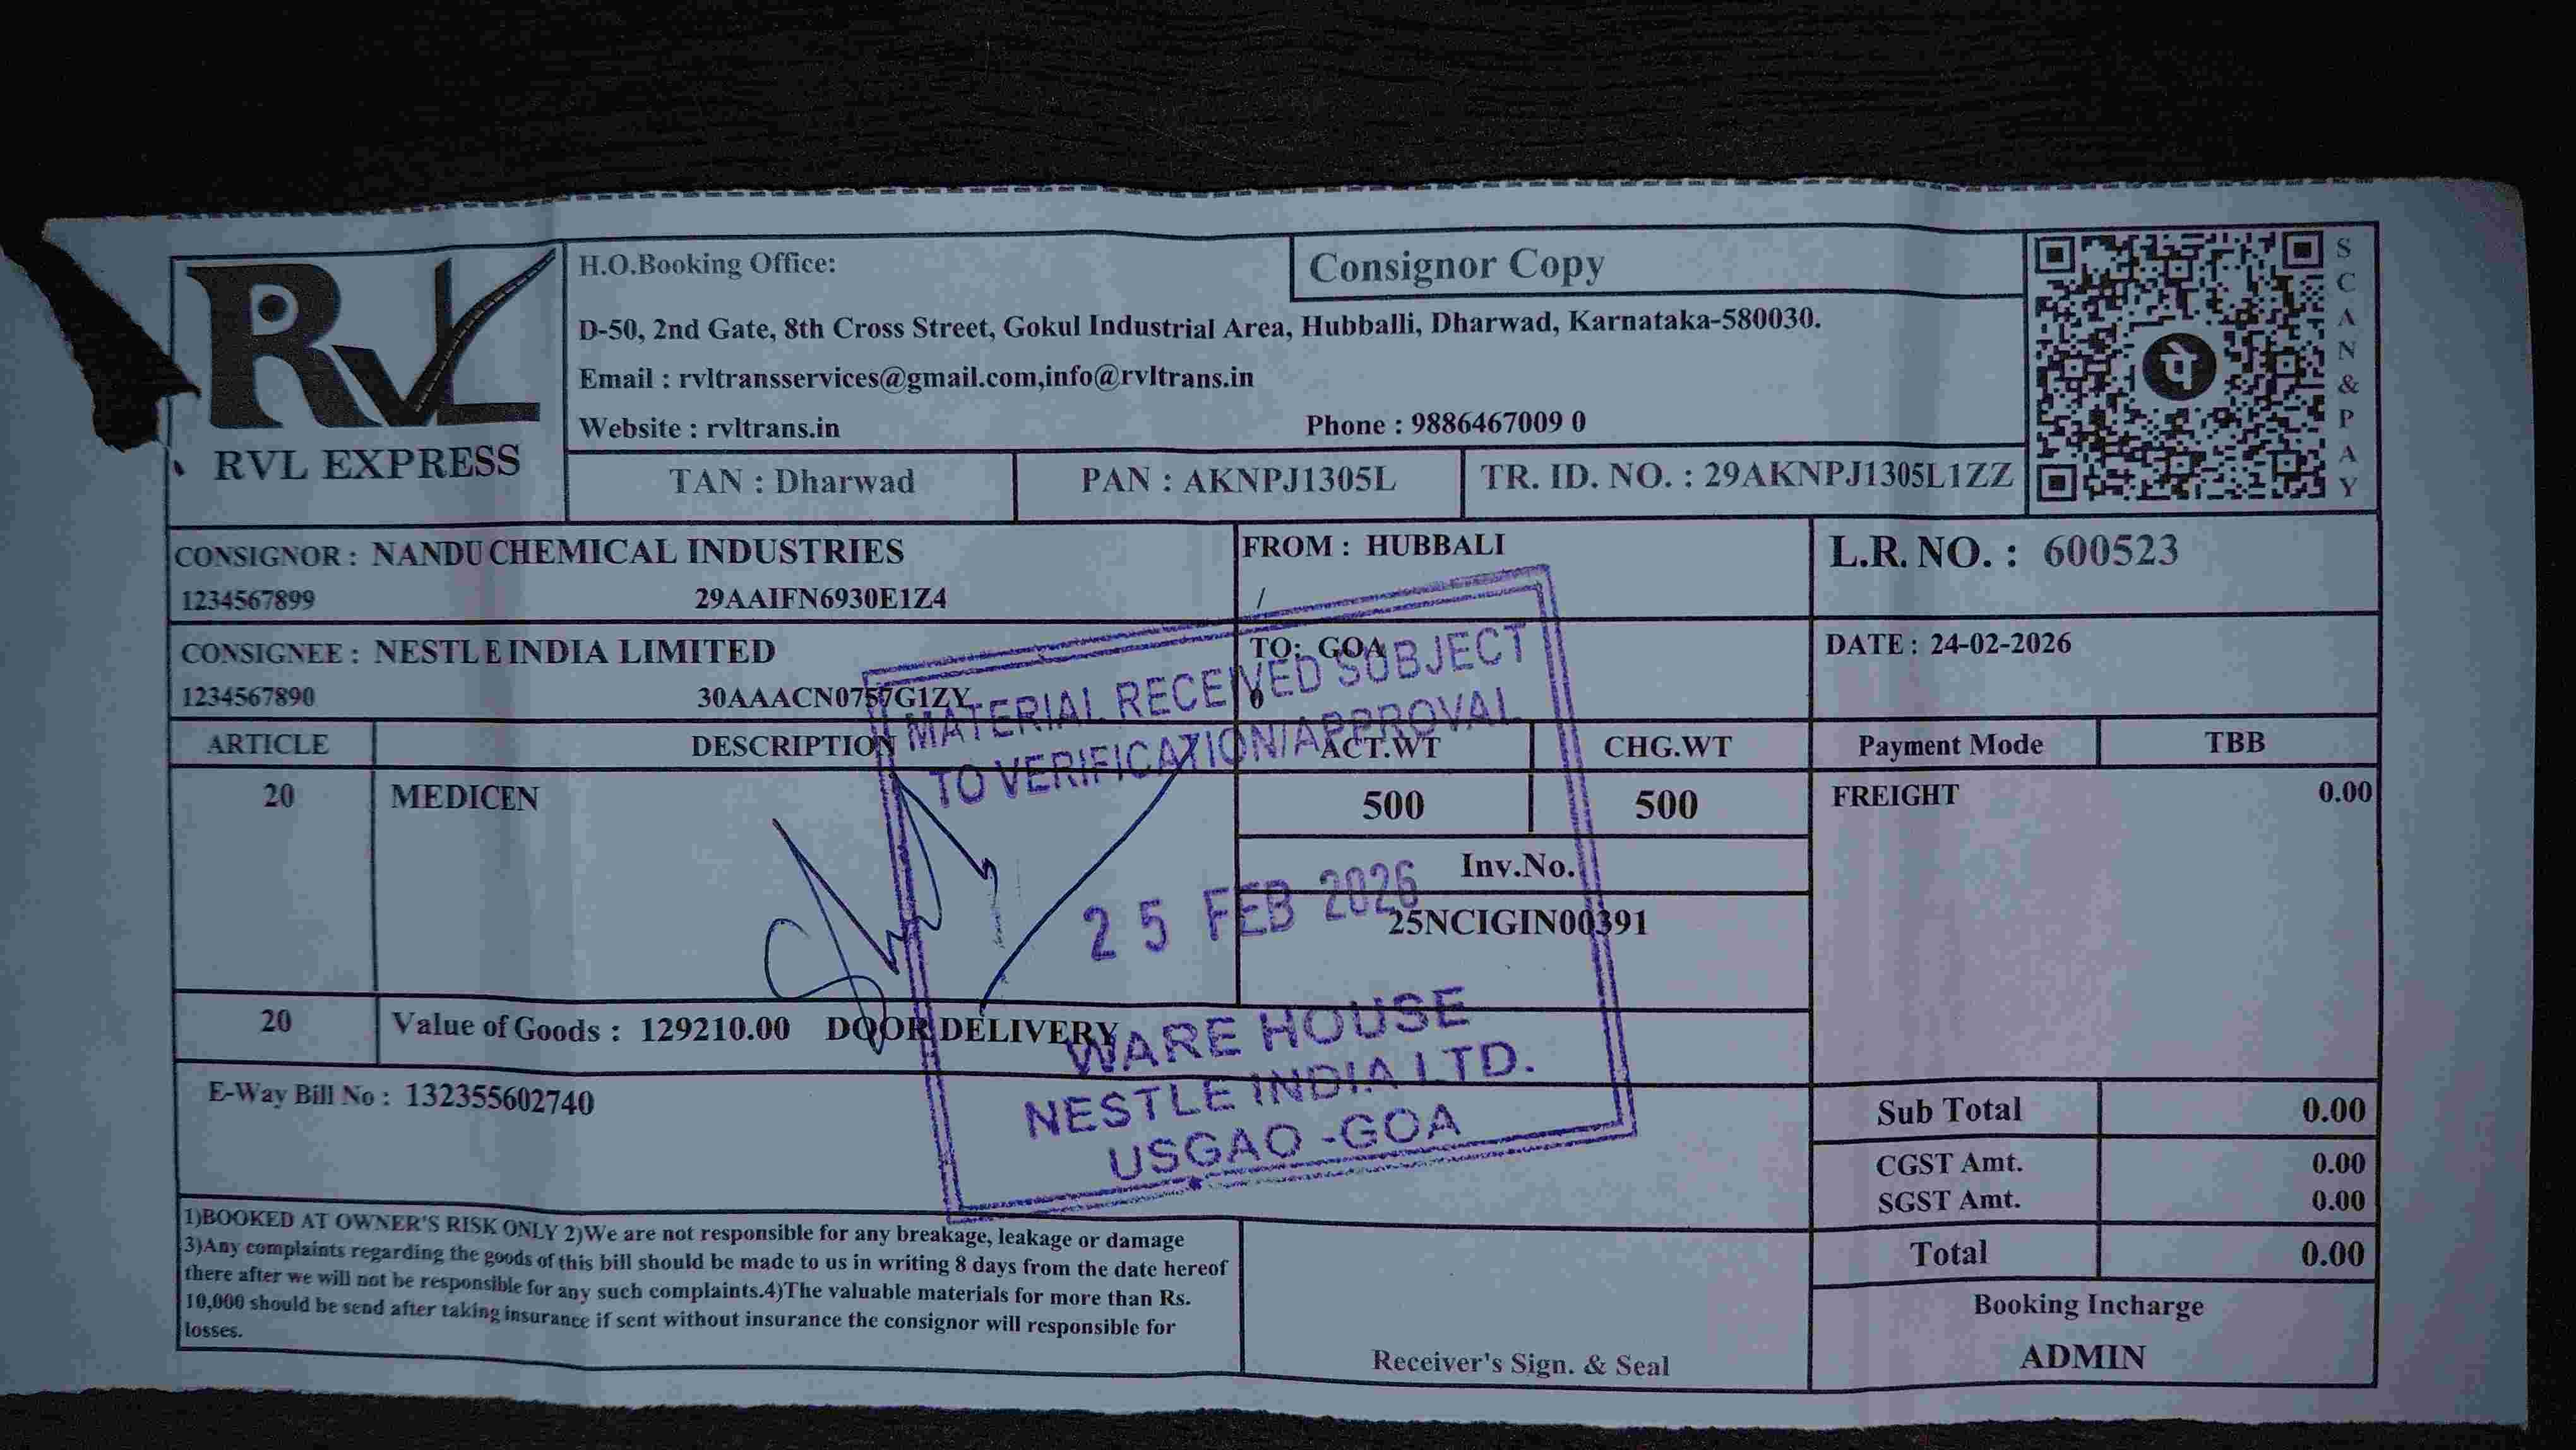 RVL
RVL EXPRESS
H.O.Booking Office:
Consignor Copy
D-50, 2nd Gate, 8th Cross Street, Gokul Industrial Area, Hubballi, Dharwad, Karnataka-580030.
Email : rvltransservices@gmail.com,info@rvltrans.in
Website : rvltrans.in
Phone : 9886467009 0
TAN : Dharwad
PAN : AKNPJ1305L
TR. ID. NO. : 29AKNPJ1305L1ZZ
पे
SCAN&PAY
CONSIGNOR : NANDU CHEMICAL INDUSTRIES
1234567899 29AAIFN6930E1Z4
FROM : HUBBALI
/
L.R. NO. : 600523
CONSIGNEE : NESTLE INDIA LIMITED
1234567890 30AAACN0757G1ZY
TO: GOA
0
DATE : 24-02-2026
ARTICLE DESCRIPTION ACT.WT CHG.WT Payment Mode TBB
20 MEDICEN 500 500 FREIGHT 0.00
Inv.No.
25NCIGIN00391
20 Value of Goods : 129210.00 DOOR DELIVERY
E-Way Bill No : 132355602740
MATERIAL RECEIVED SUBJECT
TO VERIFICATION/APPROVAL
25 FEB 2026
WARE HOUSE
NESTLE INDIA LTD.
USGAO -GOA
Sub Total 0.00
CGST Amt. 0.00
SGST Amt. 0.00
Total 0.00
1)BOOKED AT OWNER'S RISK ONLY 2)We are not responsible for any breakage, leakage or damage
3)Any complaints regarding the goods of this bill should be made to us in writing 8 days from the date hereof
there after we will not be responsible for any such complaints.4)The valuable materials for more than Rs.
10,000 should be send after taking insurance if sent without insurance the consignor will responsible for
losses.
Receiver's Sign. & Seal
Booking Incharge
ADMIN